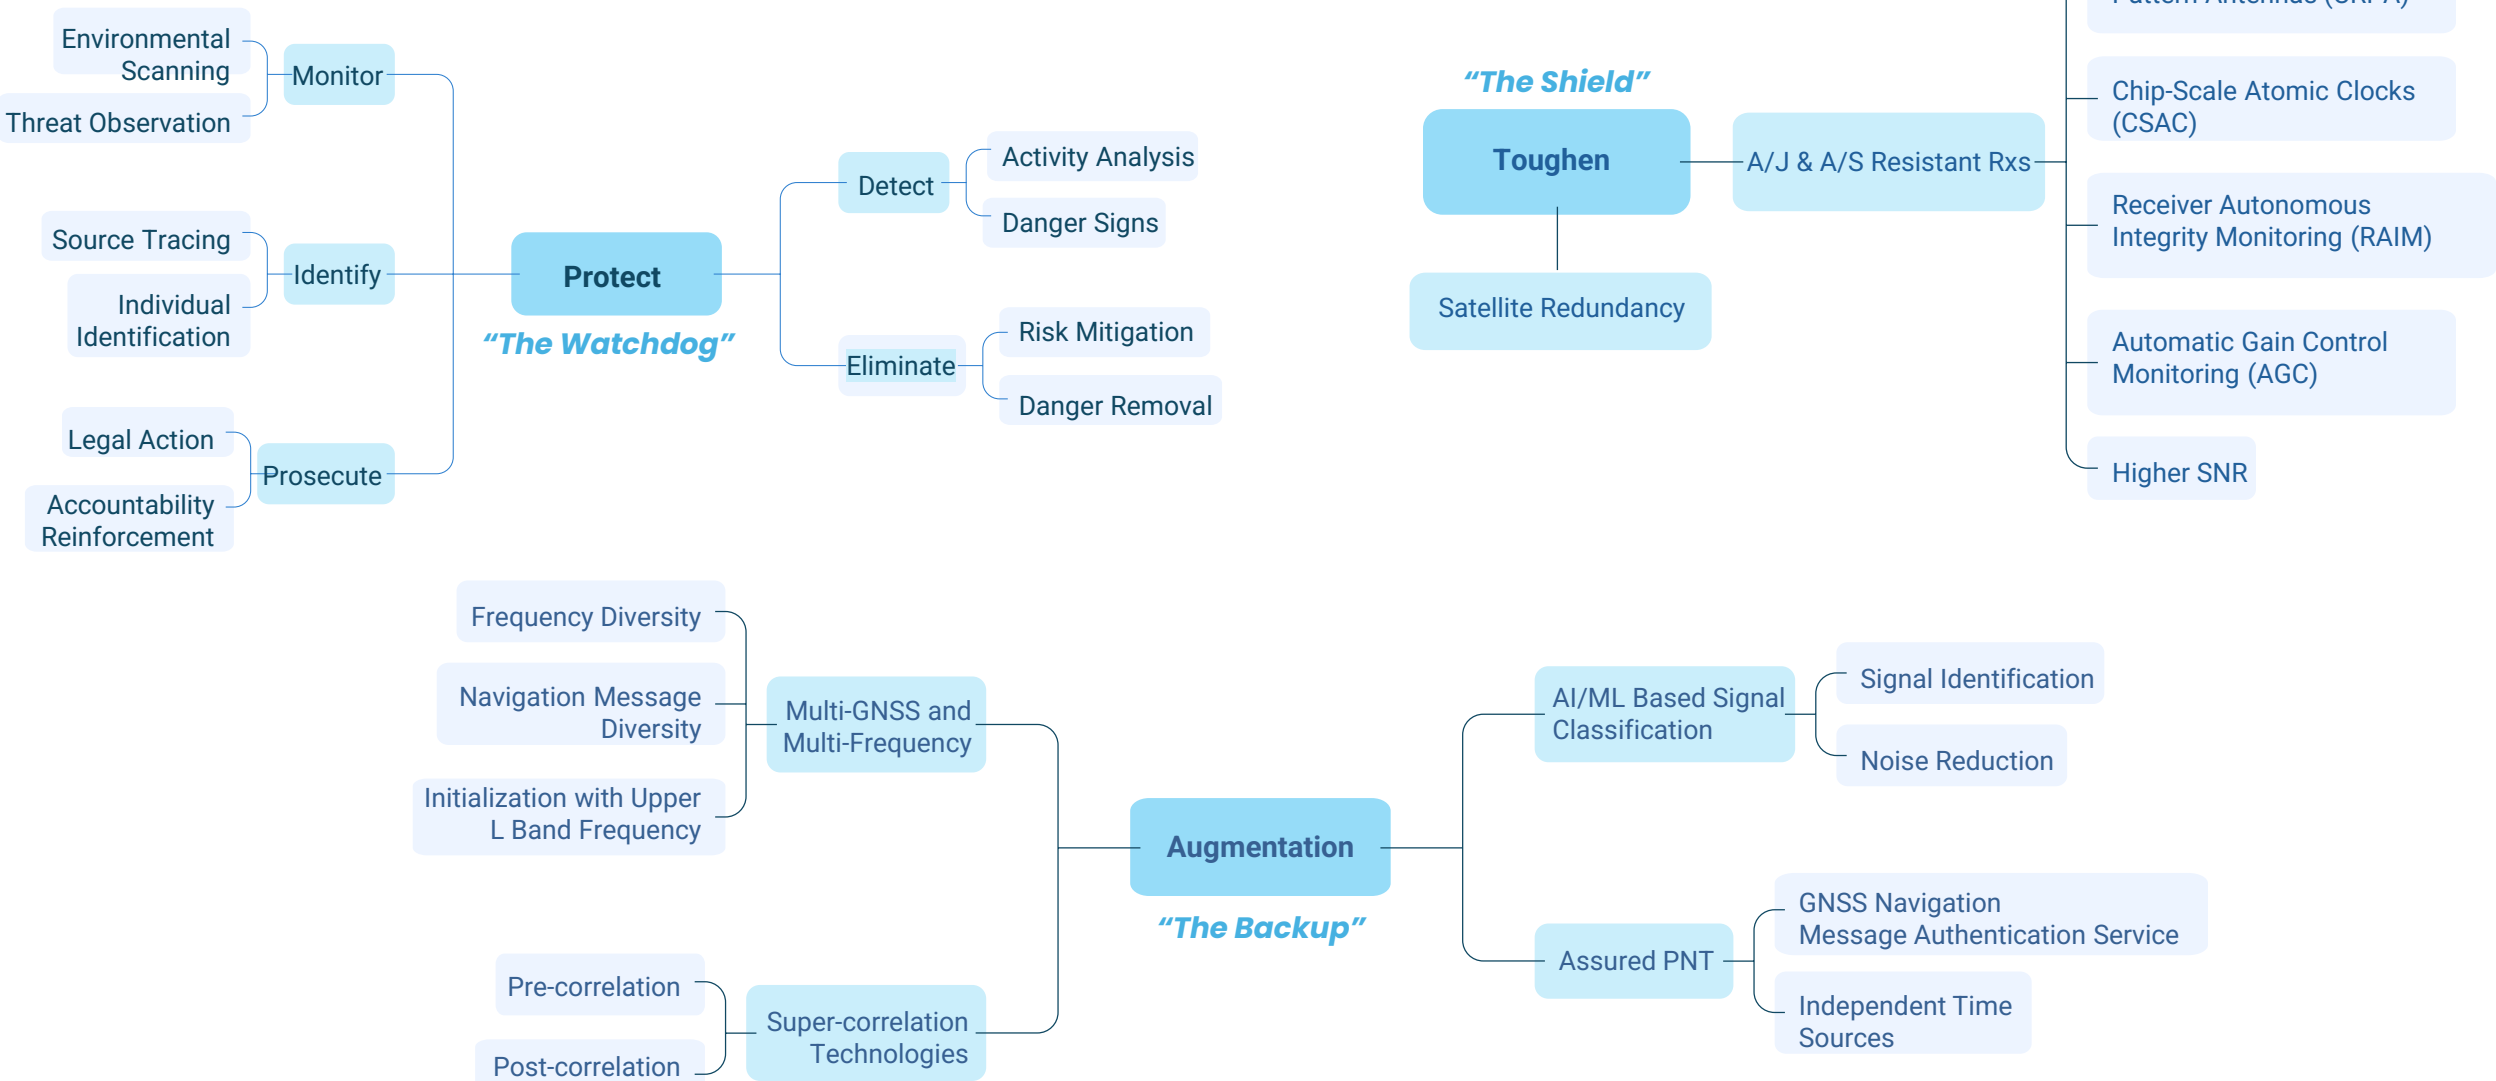 Environmental
Scanning
Threat Observation
Monitor
Source Tracing
Individual
Identification
Identify
Legal Action
Accountability
Reinforcement
Prosecute
Protect
“The Watchdog”
Detect
Activity Analysis
Danger Signs
Eliminate
Risk Mitigation
Danger Removal
“The Shield”
Toughen
Satellite Redundancy
A/J & A/S Resistant Rxs
Pattern Antennas (CRPA)
Chip-Scale Atomic Clocks
(CSAC)
Receiver Autonomous
Integrity Monitoring (RAIM)
Automatic Gain Control
Monitoring (AGC)
Higher SNR
Frequency Diversity
Navigation Message
Diversity
Initialization with Upper
L Band Frequency
Multi-GNSS and
Multi-Frequency
Pre-correlation
Post-correlation
Super-correlation
Technologies
Augmentation
“The Backup”
AI/ML Based Signal
Classification
Signal Identification
Noise Reduction
Assured PNT
GNSS Navigation
Message Authentication Service
Independent Time
Sources